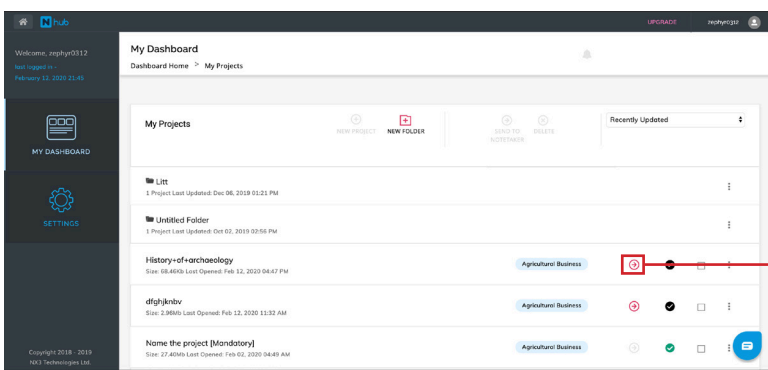 N hub
UPGRADE
zephyr0312
Welcome, zephyr0312
last logged in -
February 12, 2020 21:45
My Dashboard
Dashboard Home > My Projects
MY DASHBOARD
SETTINGS
My Projects
NEW PROJECT
NEW FOLDER
SEND TO
NOTETAKER
DELETE
Recently Updated
Litt
1 Project Last Updated: Dec 06, 2019 01:21 PM
Untitled Folder
1 Project Last Updated: Oct 02, 2019 02:56 PM
History+of+archaeology
Agricultural Business
Size: 68.46Kb Last Opened: Feb 12, 2020 04:47 PM
dfghjknbv
Agricultural Business
Size: 2.96Mb Last Opened: Feb 12, 2020 11:32 AM
Name the project [Mandatory]
Agricultural Business
Size: 27.40Mb Last Opened: Feb 02, 2020 04:49 AM
Copyright 2018 - 2019
NX3 Technologies Ltd.